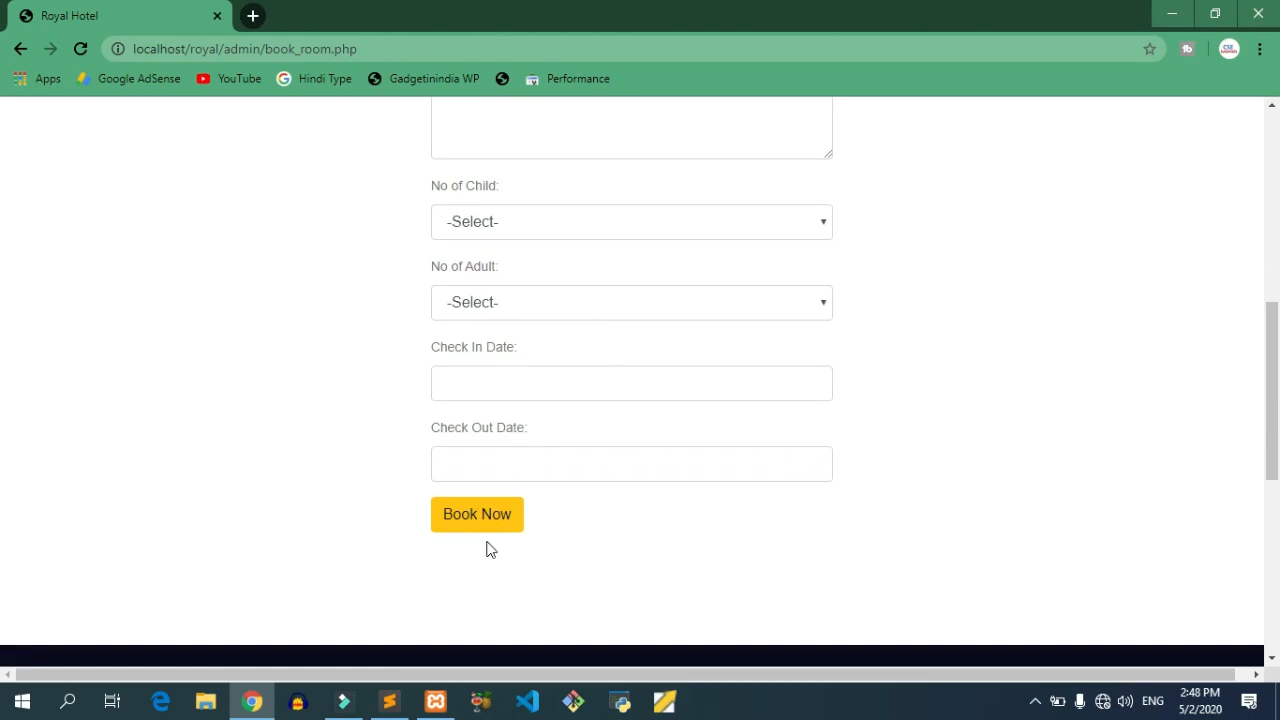 Royal Hotel
localhost/royal/admin/book_room.php
Apps
Google AdSense
YouTube
Hindi Type
Gadgetinindia WP
Performance
No of Child:
-Select-
No of Adult:
-Select-
Check In Date:
Check Out Date:
Book Now
ENG
2:48 PM
5/2/2020